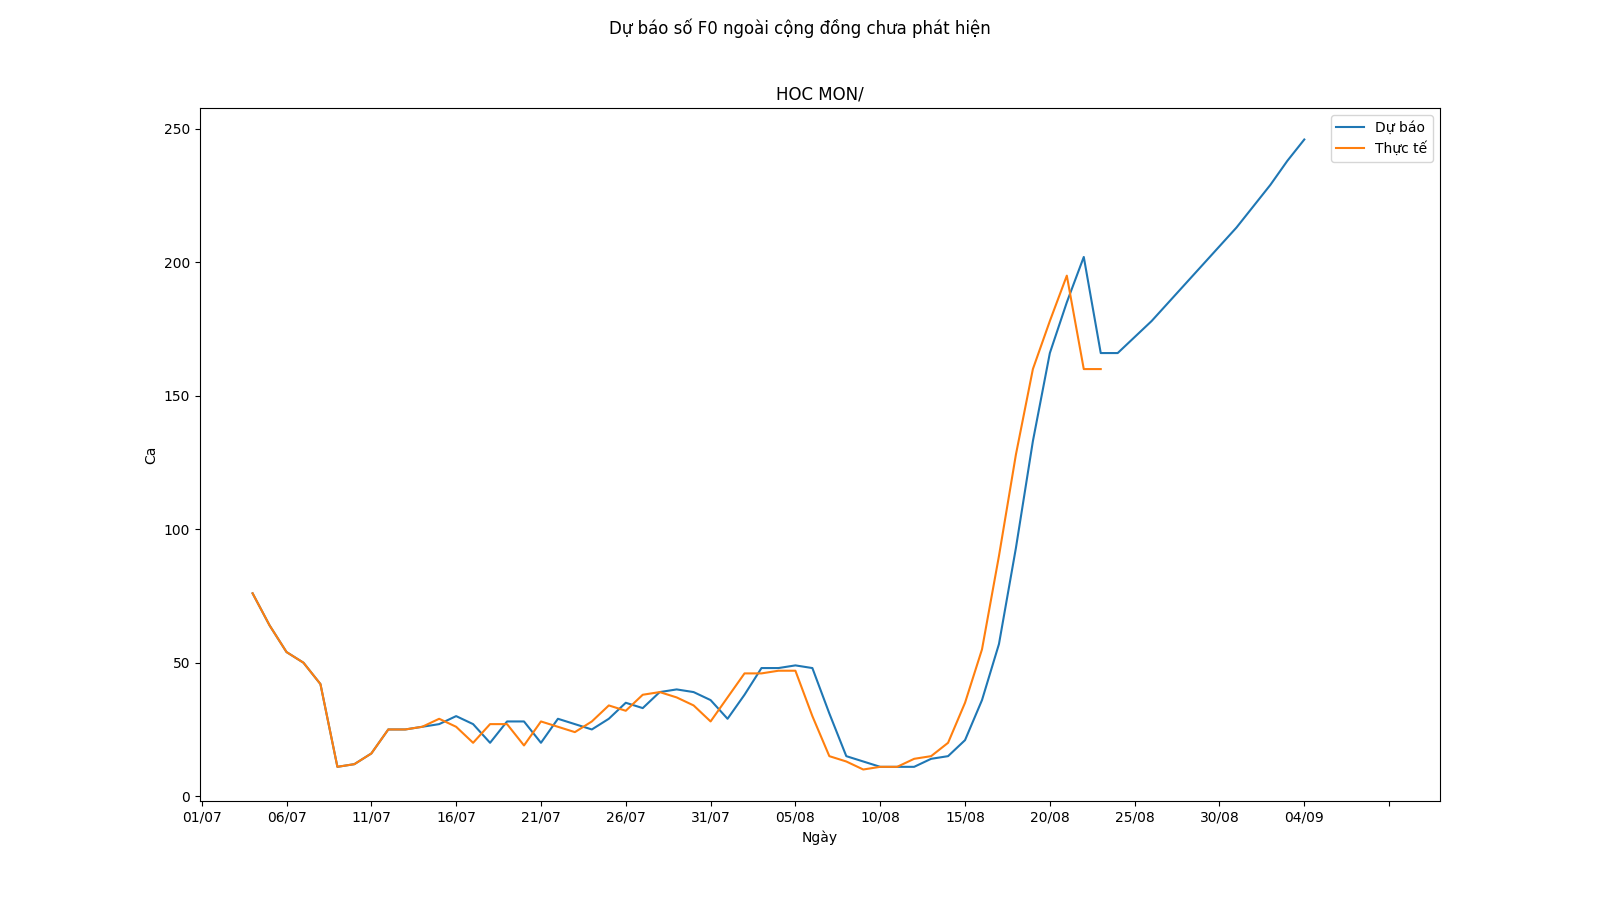 Dự báo số F0 ngoài cộng đồng chưa phát hiện
HOC MON/
Dự báo
Thực tế
250
200
150
100
50
0
Ca
01/07 06/07 11/07 16/07 21/07 26/07 31/07 05/08 10/08 15/08 20/08 25/08 30/08 04/09
Ngày